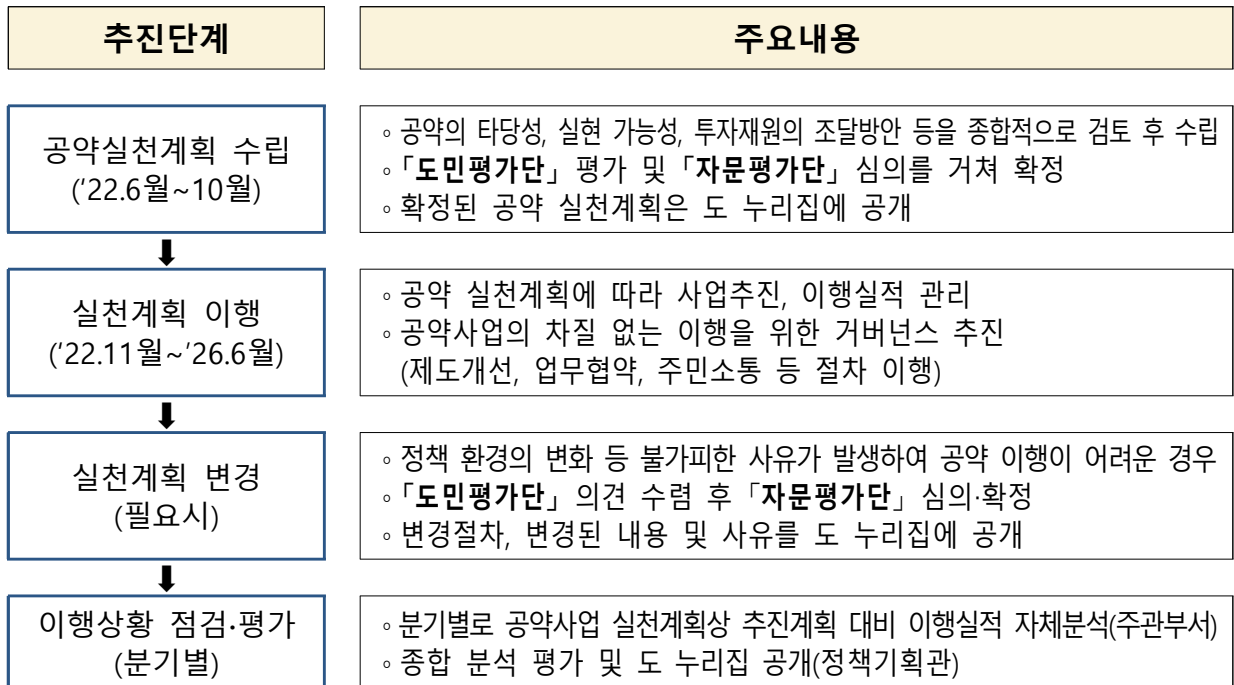 추진단계
주요내용
공약실천계획 수립
(‘22.6월~10월)
◦공약의 타당성, 실현 가능성, 투자재원의 조달방안 등을 종합적으로 검토 후 수립
◦「도민평가단」 평가 및 「자문평가단」 심의를 거쳐 확정
◦확정된 공약 실천계획은 도 누리집에 공개
실천계획 이행
(‘22.11월~’26.6월)
◦공약 실천계획에 따라 사업추진, 이행실적 관리
◦공약사업의 차질 없는 이행을 위한 거버넌스 추진
(제도개선, 업무협약, 주민소통 등 절차 이행)
실천계획 변경
(필요시)
◦정책 환경의 변화 등 불가피한 사유가 발생하여 공약 이행이 어려운 경우
◦「도민평가단」 의견 수렴 후 「자문평가단」 심의·확정
◦변경절차, 변경된 내용 및 사유를 도 누리집에 공개
이행상황 점검·평가
(분기별)
◦분기별로 공약사업 실천계획상 추진계획 대비 이행실적 자체분석(주관부서)
◦종합 분석 평가 및 도 누리집 공개(정책기획관)